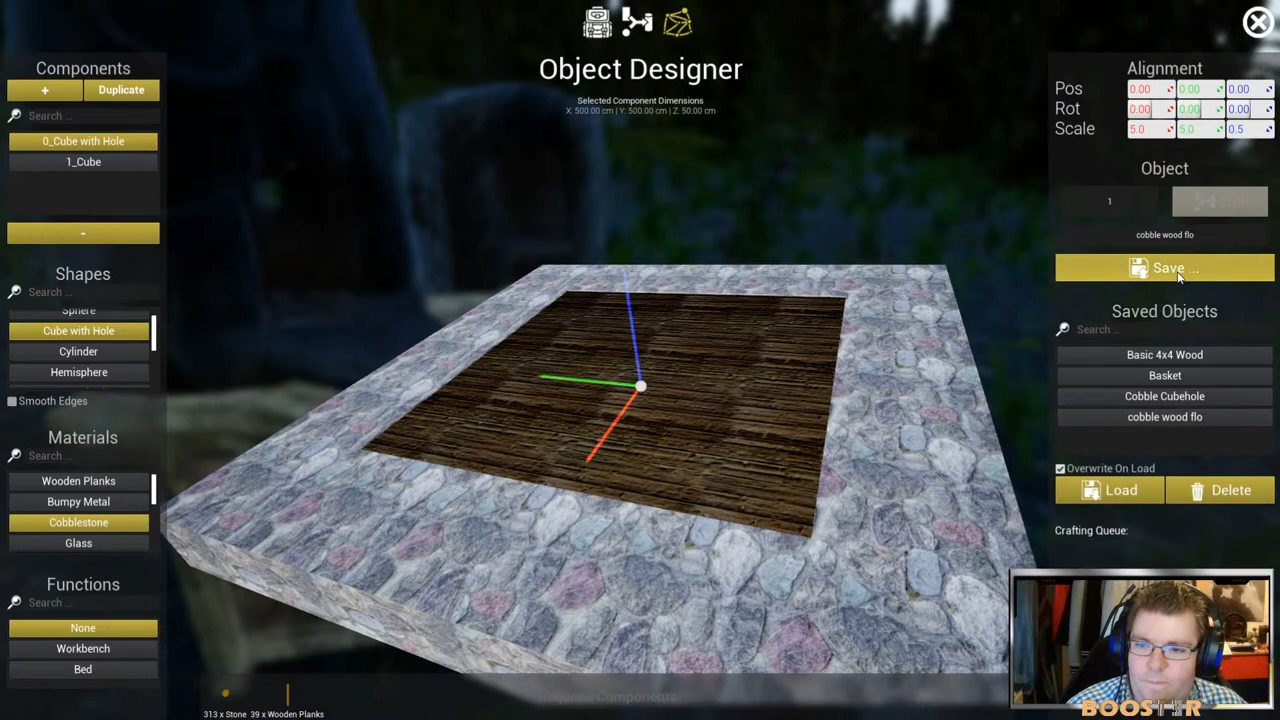 Object Designer
Selected Component Dimensions
X: 500.00 cm | Y: 500.00 cm | Z: 50.00 cm
Components
+
Duplicate
Search ...
0_Cube with Hole
1_Cube
-
Shapes
Search ...
Sphere
Cube with Hole
Cylinder
Hemisphere
Smooth Edges
Materials
Search ...
Wooden Planks
Bumpy Metal
Cobblestone
Glass
Functions
Search ...
None
Workbench
Bed
313 x Stone 39 x Wooden Planks
Required Components
Alignment
Pos 0.00 0.00 0.00
Rot 0.00 0.00 0.00
Scale 5.0 5.0 0.5
Object
1
cobble wood flo
Save ...
Saved Objects
Search ...
Basic 4x4 Wood
Basket
Cobble Cubehole
cobble wood flo
Overwrite On Load
Load
Delete
Crafting Queue: